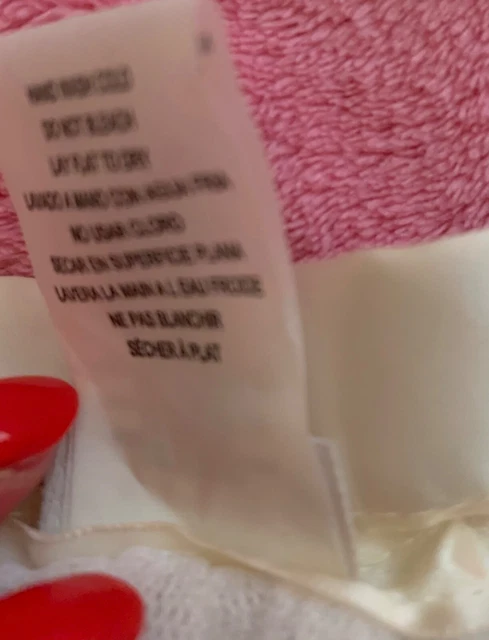 HAND WASH COLD
DO NOT BLEACH
LAY FLAT TO DRY
LAVADO A MANO CON AGUA FRIA
NO USAR CLORO
SECAR EN SUPERFICIE PLANA
LAVER A LA MAIN A L'EAU FROIDE
NE PAS BLANCHIR
SÉCHER À PLAT